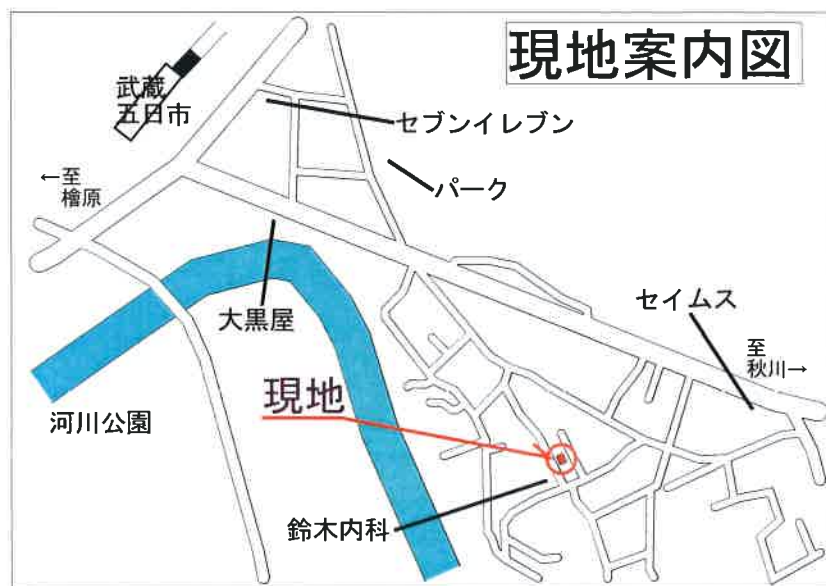 現地案内図
武蔵
五日市
セブンイレブン
パーク
←至
檜原
大黒屋
セイムス
至
秋川→
現地
河川公園
鈴木内科